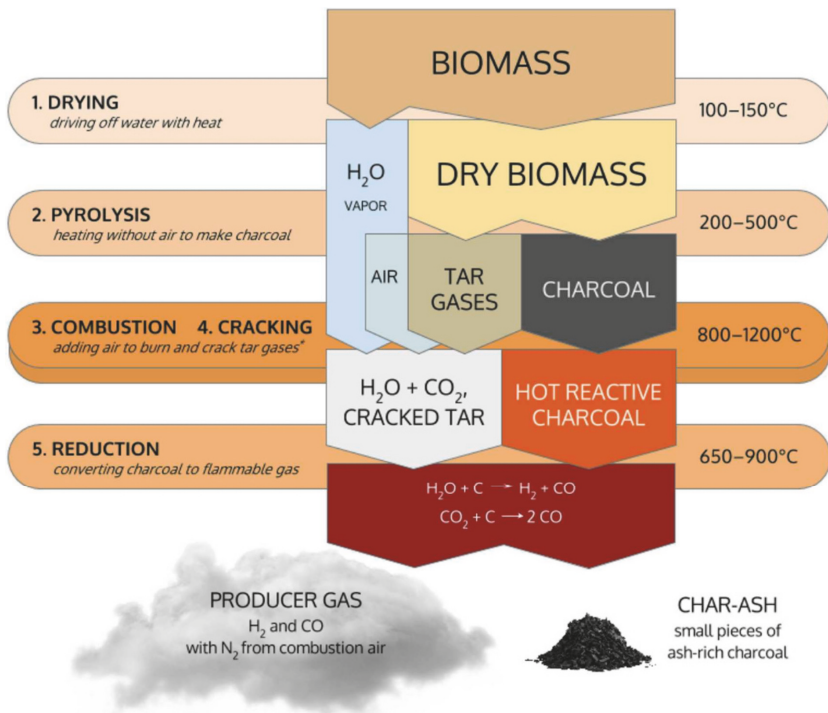 BIOMASS
1. DRYING
driving off water with heat
100–150°C
H₂O
VAPOR
DRY BIOMASS
2. PYROLYSIS
heating without air to make charcoal
200–500°C
AIR
TAR
GASES
CHARCOAL
3. COMBUSTION 4. CRACKING
adding air to burn and crack tar gases*
800–1200°C
H₂O + CO₂,
CRACKED TAR
HOT REACTIVE
CHARCOAL
5. REDUCTION
converting charcoal to flammable gas
650–900°C
H₂O + C → H₂ + CO
CO₂ + C → 2 CO
PRODUCER GAS
H₂ and CO
with N₂ from combustion air
CHAR-ASH
small pieces of
ash-rich charcoal